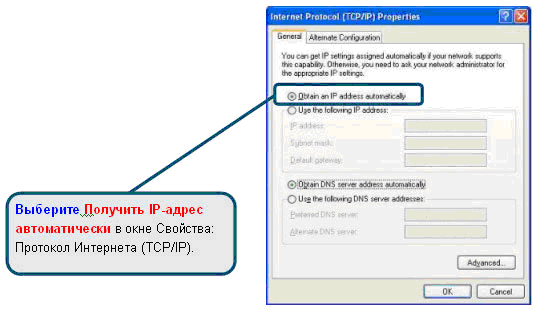 Internet Protocol (TCP/IP) Properties
General
Alternate Configuration
You can get IP settings assigned automatically if your network supports
this capability. Otherwise, you need to ask your network administrator for
the appropriate IP settings.
Obtain an IP address automatically
Use the following IP address:
IP address:
Subnet mask:
Default gateway:
Obtain DNS server address automatically
Use the following DNS server addresses:
Preferred DNS server:
Alternate DNS server:
Advanced...
OK
Cancel
Выберите Получить IP-адрес
автоматически в окне Свойства:
Протокол Интернета (TCP/IP).